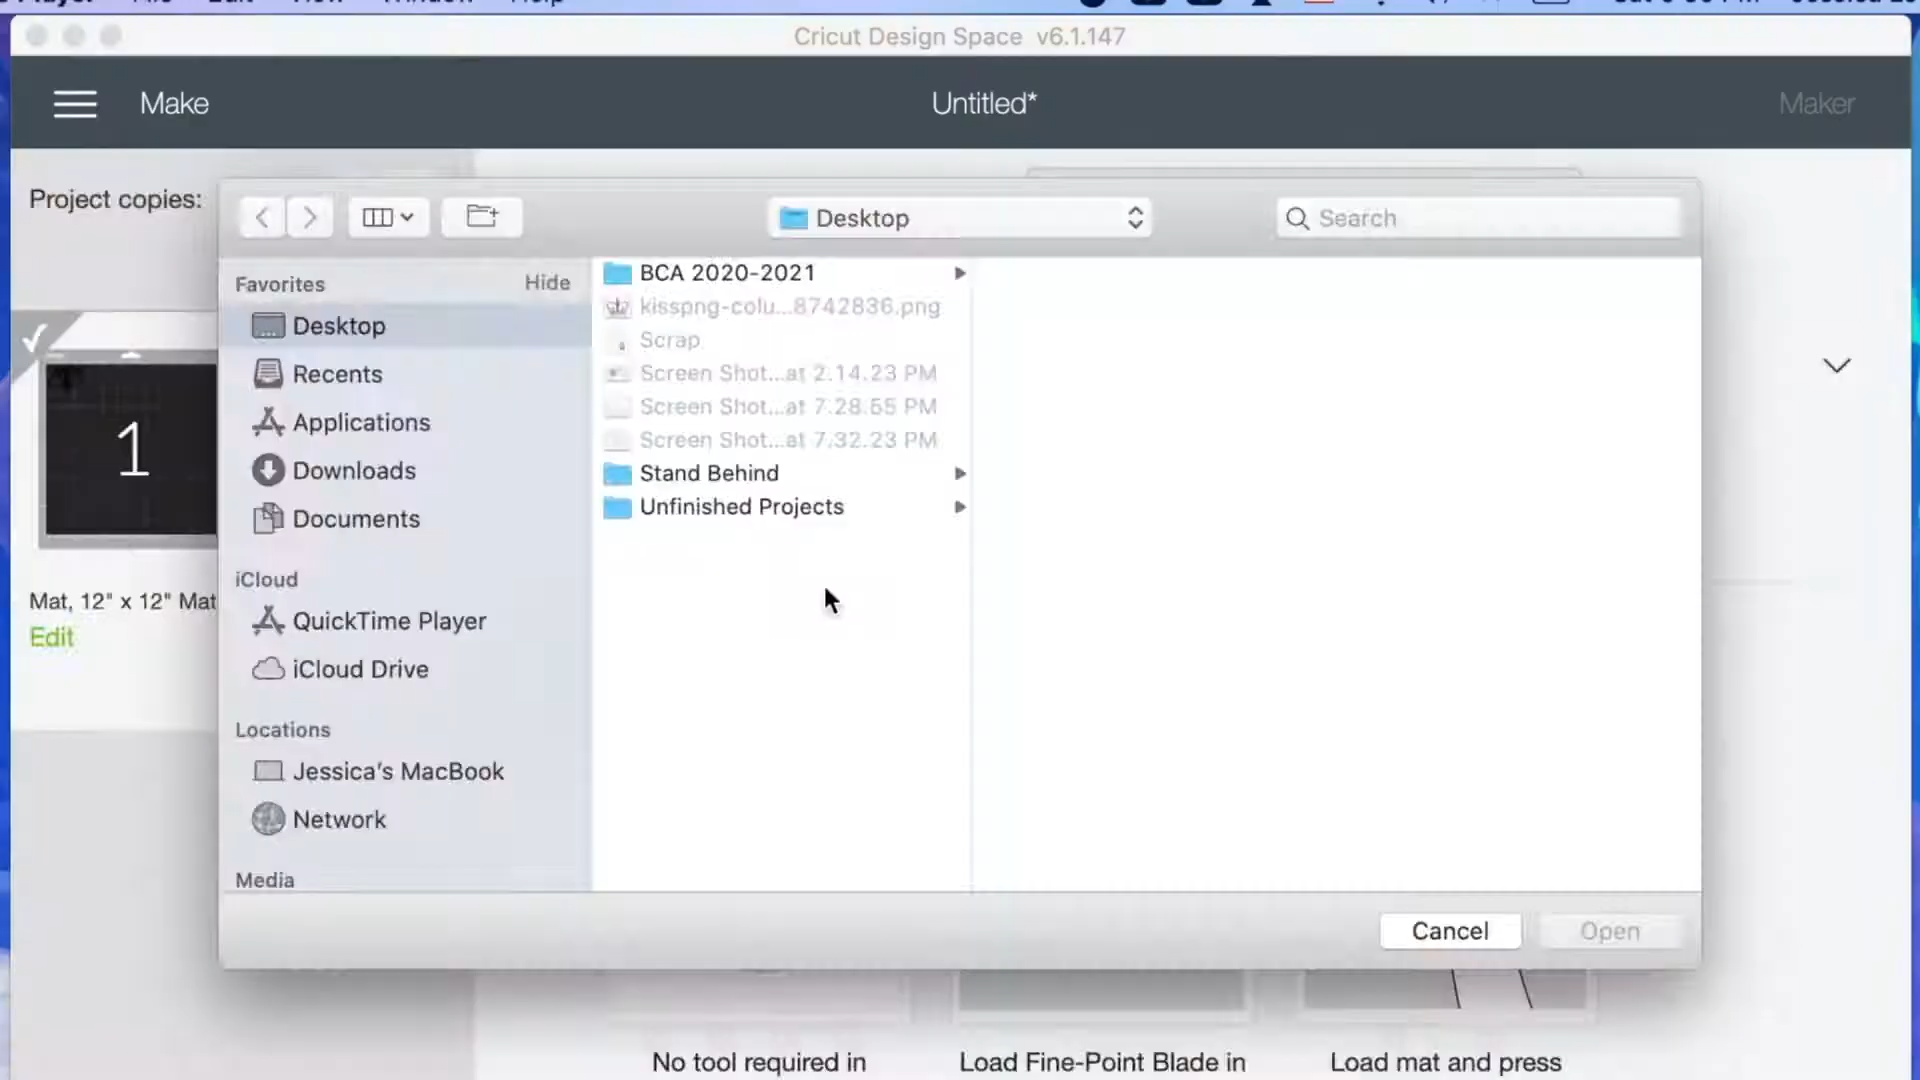 Window Help
Cricut Design Space v6.1.147
Make
Untitled*
Maker
Project copies:
Desktop
Search
Favorites
Hide
Desktop
Recents
Applications
Downloads
Documents
iCloud
QuickTime Player
iCloud Drive
Locations
Jessica's MacBook
Network
Media
BCA 2020-2021
kisspng-colu...8742836.png
Scrap
Screen Shot...at 2.14.23 PM
Screen Shot...at 7.28.55 PM
Screen Shot...at 7.32.23 PM
Stand Behind
Unfinished Projects
1
Mat, 12" x 12" Mat
Edit
Cancel
Open
No tool required in
Load Fine-Point Blade in
Load mat and press